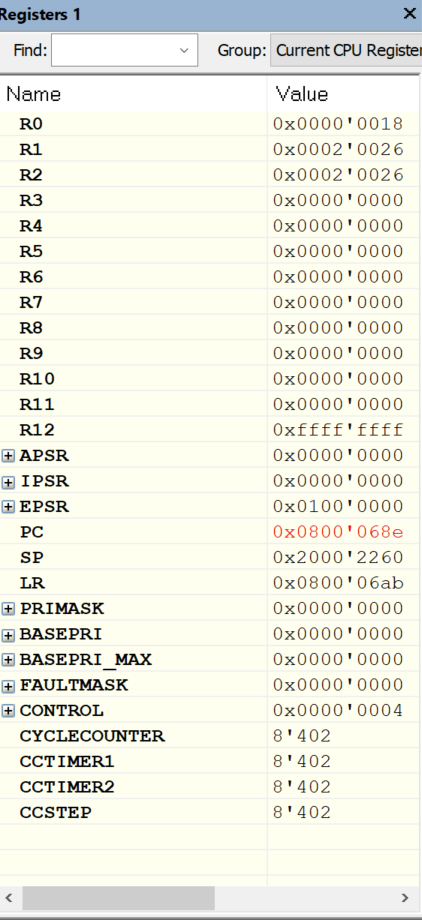 Registers 1
Find: Group: Current CPU Register
Name Value
R0 0x0000'0018
R1 0x0002'0026
R2 0x0002'0026
R3 0x0000'0000
R4 0x0000'0000
R5 0x0000'0000
R6 0x0000'0000
R7 0x0000'0000
R8 0x0000'0000
R9 0x0000'0000
R10 0x0000'0000
R11 0x0000'0000
R12 0xffff'ffff
APSR 0x0000'0000
IPSR 0x0000'0000
EPSR 0x0100'0000
PC 0x0800'068e
SP 0x2000'2260
LR 0x0800'06ab
PRIMASK 0x0000'0000
BASEPRI 0x0000'0000
BASEPRI_MAX 0x0000'0000
FAULTMASK 0x0000'0000
CONTROL 0x0000'0004
CYCLECOUNTER 8'402
CCTIMER1 8'402
CCTIMER2 8'402
CCSTEP 8'402